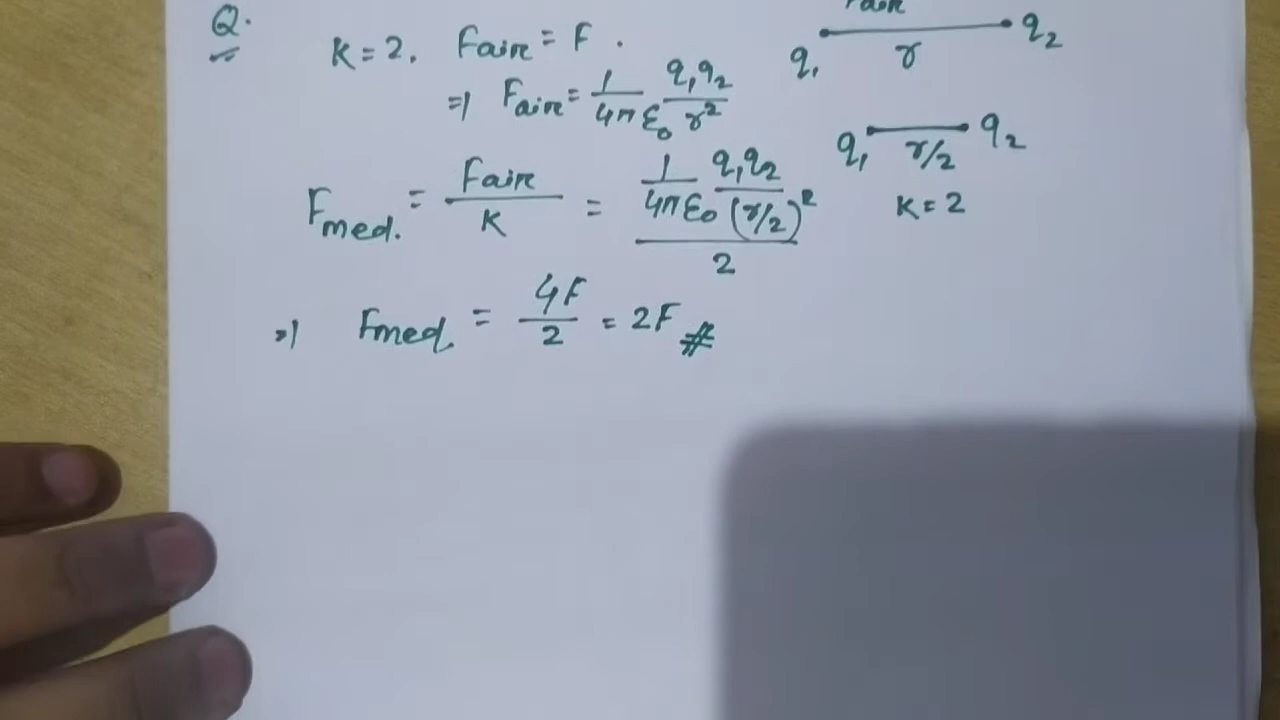 Q.
K = 2. Fair = F .
Fair
q₁ r q₂
=) Fair = 1/4πε₀ q₁q₂/r²
q₁ r/2 q₂
K = 2
Fmed. = Fair/K = 1/4πε₀ q₁q₂/(r/2)² / 2
=) Fmed = 4F/2 = 2F #